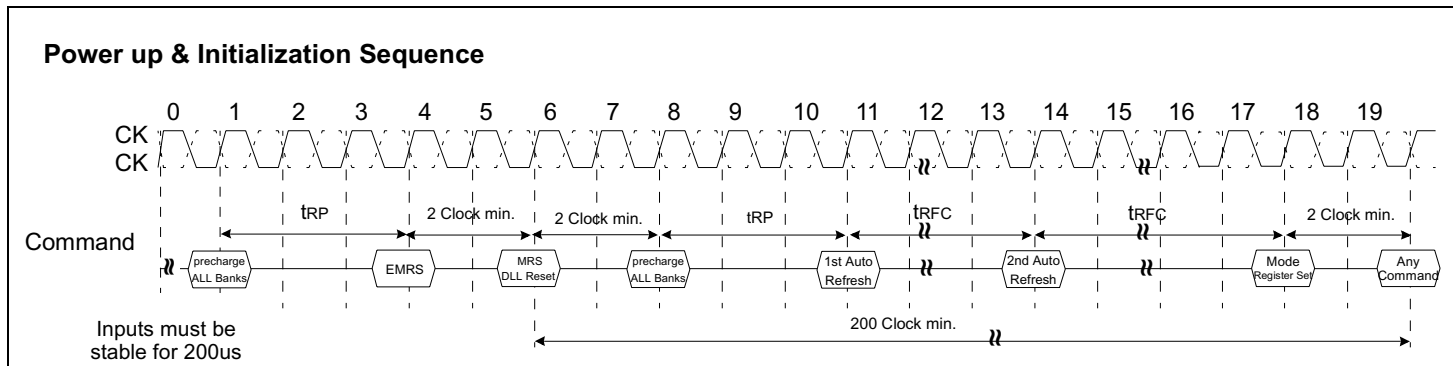 Power up & Initialization Sequence
0 1 2 3 4 5 6 7 8 9 10 11 12 13 14 15 16 17 18 19
CK
CK
tRP 2 Clock min. 2 Clock min. tRP tRFC tRFC 2 Clock min.
Command
precharge
ALL Banks
EMRS
MRS
DLL Reset
precharge
ALL Banks
1st Auto
Refresh
2nd Auto
Refresh
Mode
Register Set
Any
Command
200 Clock min.
Inputs must be
stable for 200us